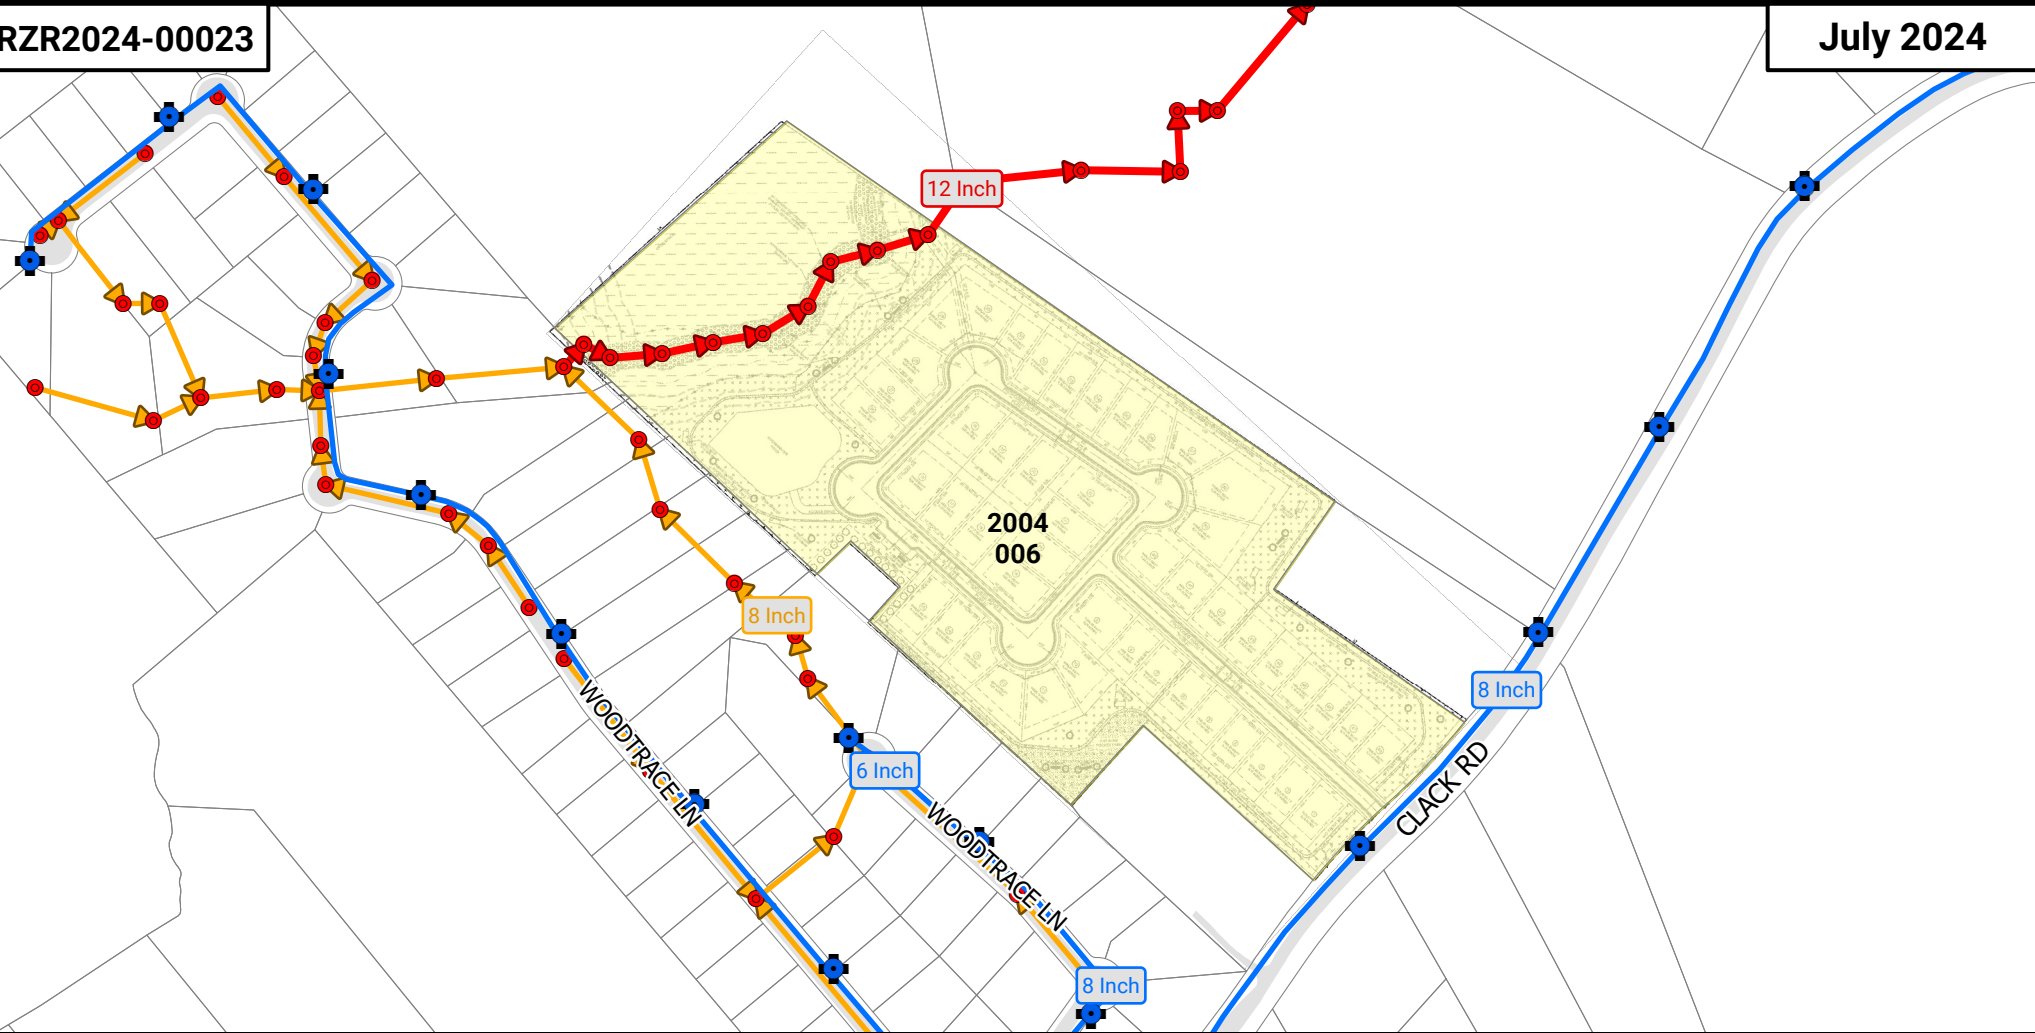 RZR2024-00023
July 2024
12 Inch
2004
006
8 Inch
8 Inch
WOODTRACE LN
6 Inch
CLACK RD
WOODTRACE LN
8 Inch